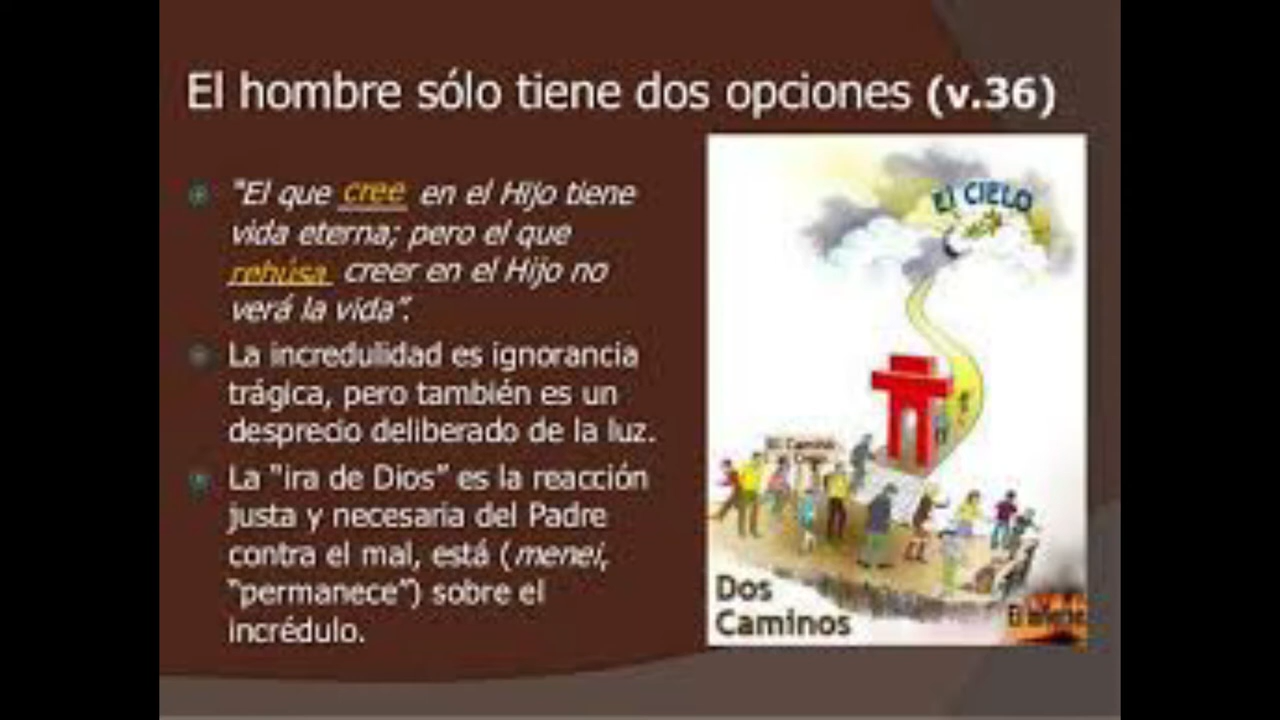 El hombre sólo tiene dos opciones (v.36)
"El que cree en el Hijo tiene
vida eterna; pero el que
rehúsa creer en el Hijo no
verá la vida".
La incredulidad es ignorancia
trágica, pero también es un
desprecio deliberado de la luz.
La "ira de Dios" es la reacción
justa y necesaria del Padre
contra el mal, está (menei,
"permanece") sobre el
incrédulo.
El CIELO
El Camino
Dos
Caminos
El